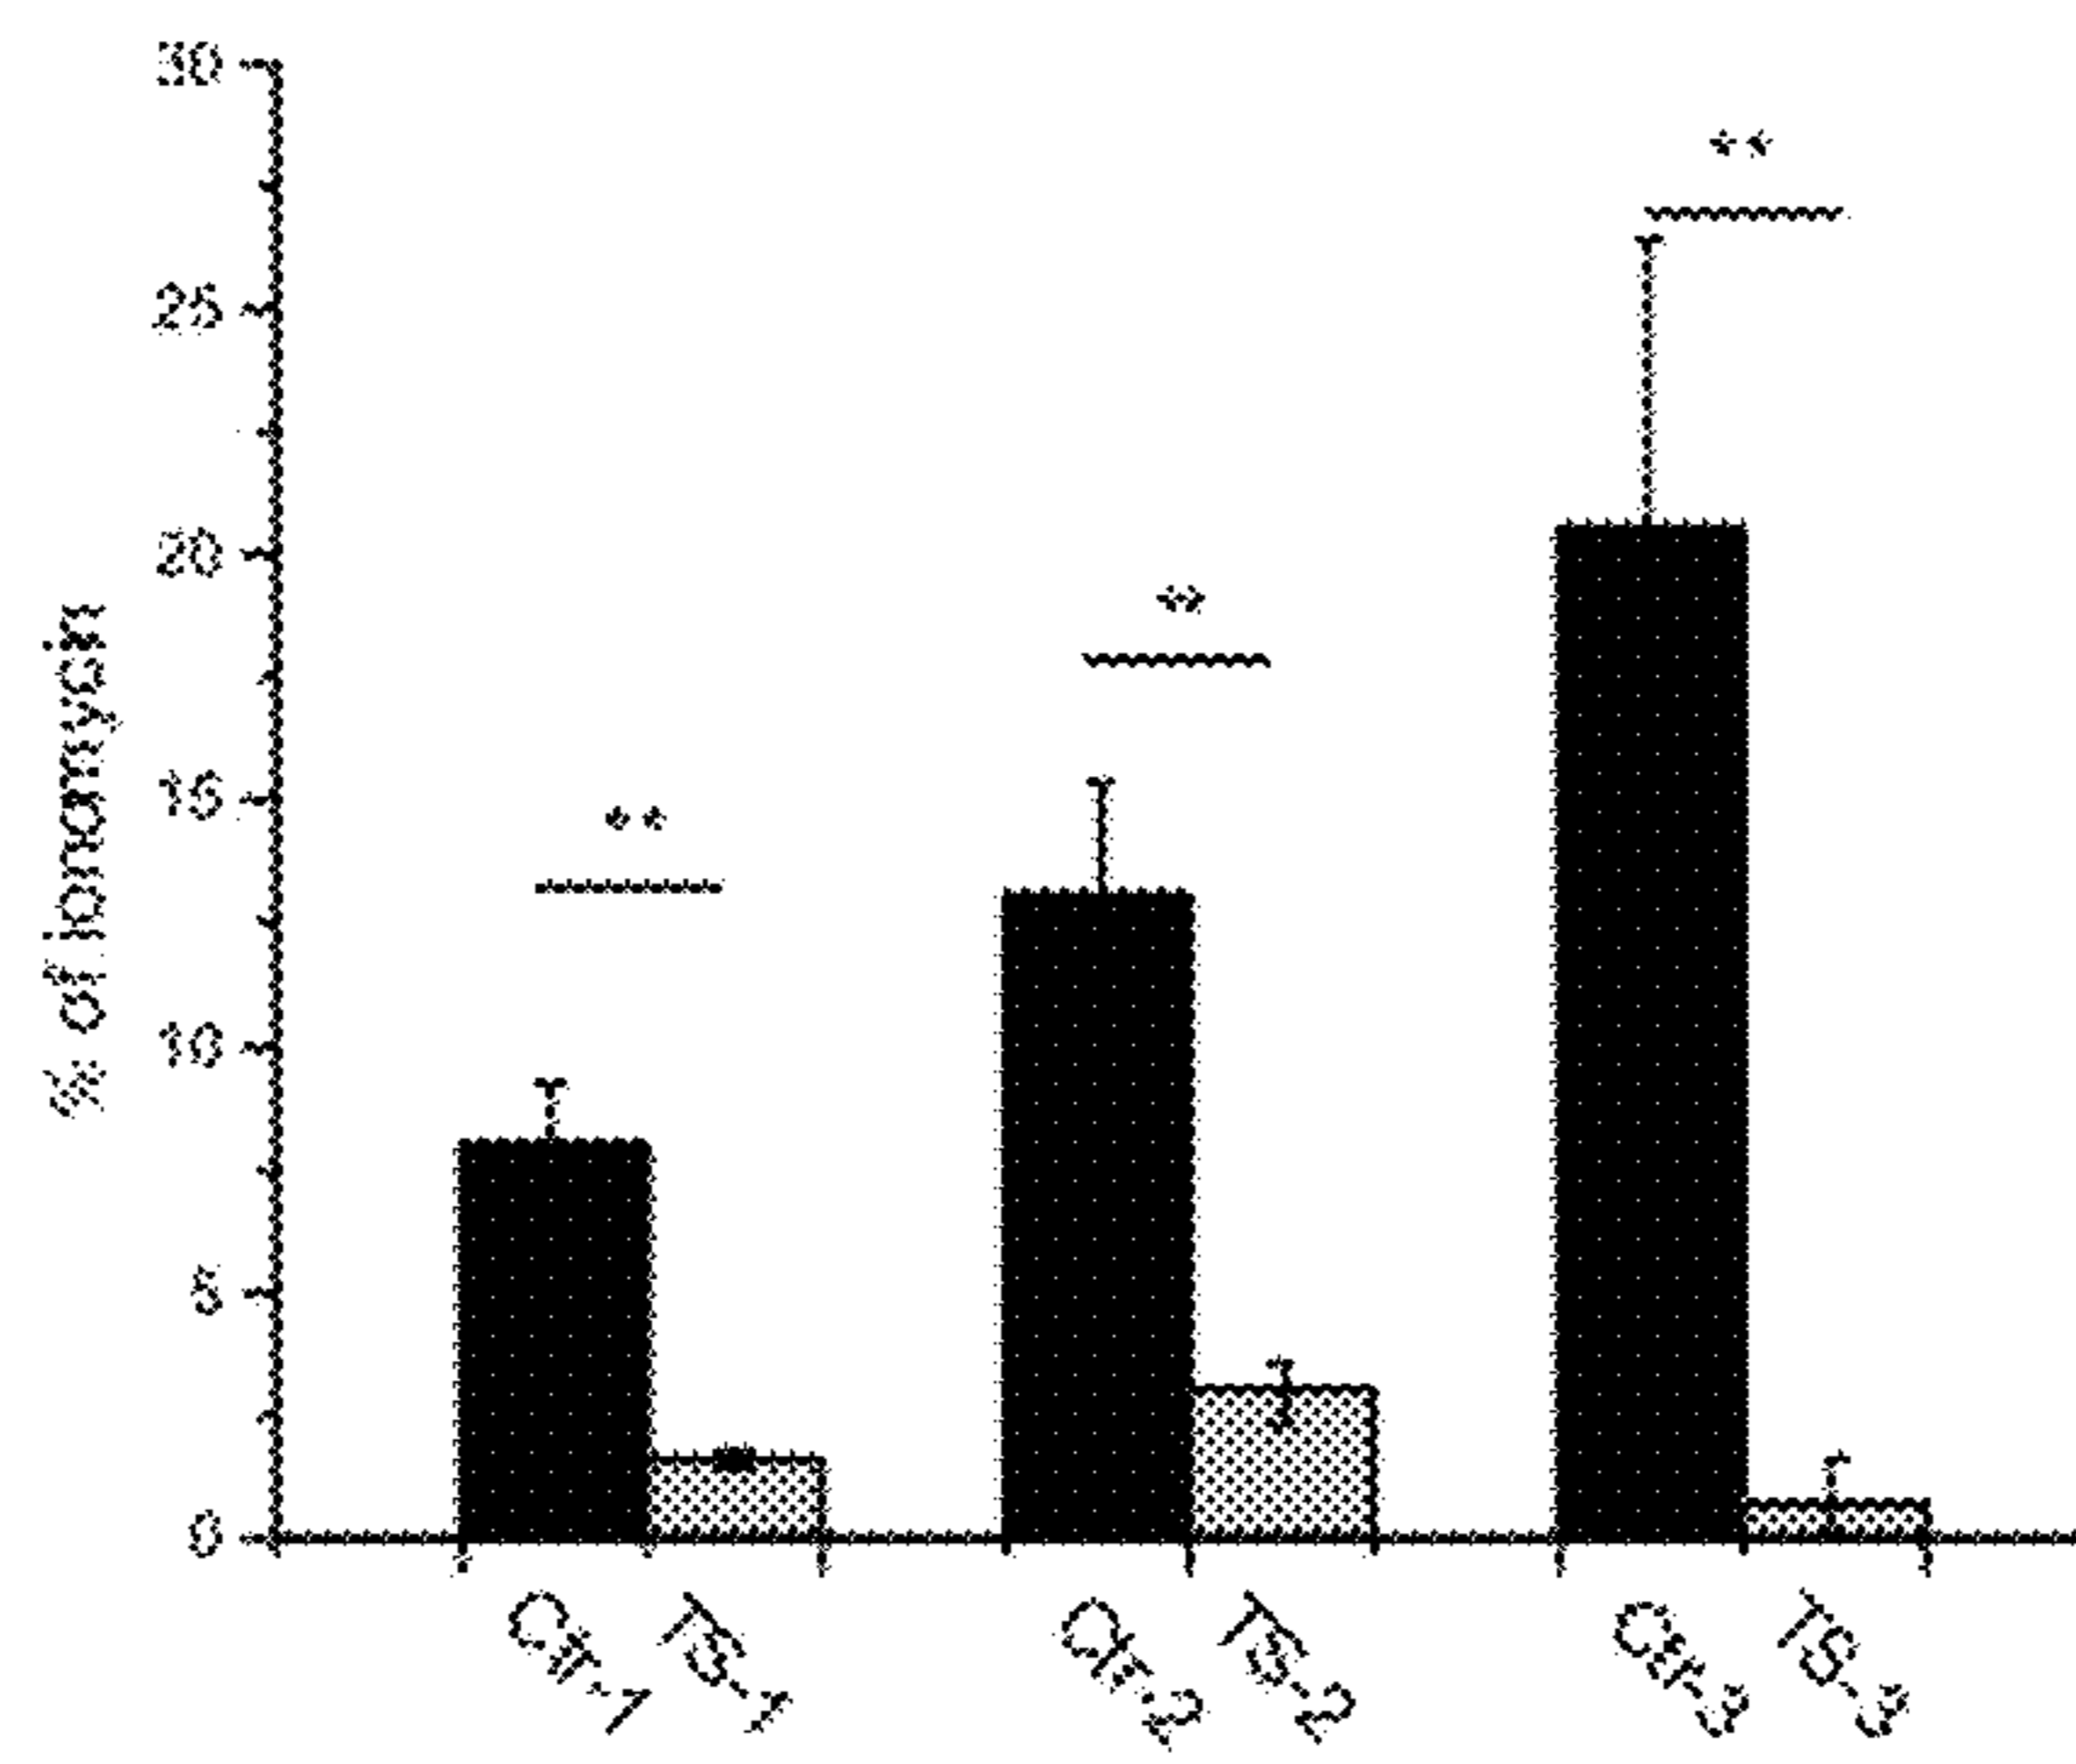 30
**
25
20
*
15
**
10
5
0
% of ionomycin
Ctr-1
TS-1
Ctr-2
TS-2
Ctr-3
TS-3